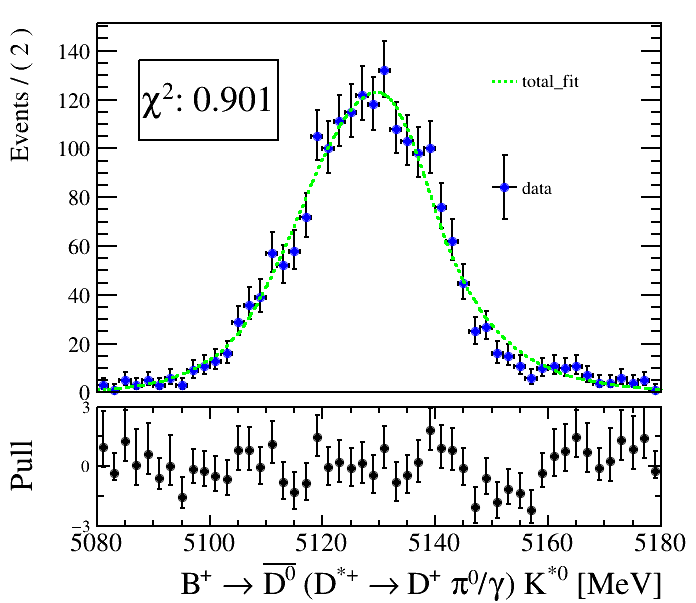 Events / ( 2 )
140
120
100
80
60
40
20
0
χ²: 0.901
total_fit
data
Pull
3
0
−3
5080 5100 5120 5140 5160 5180
B⁺ → D̅⁰ (D*⁺ → D⁺ π⁰/γ) K*⁰ [MeV]